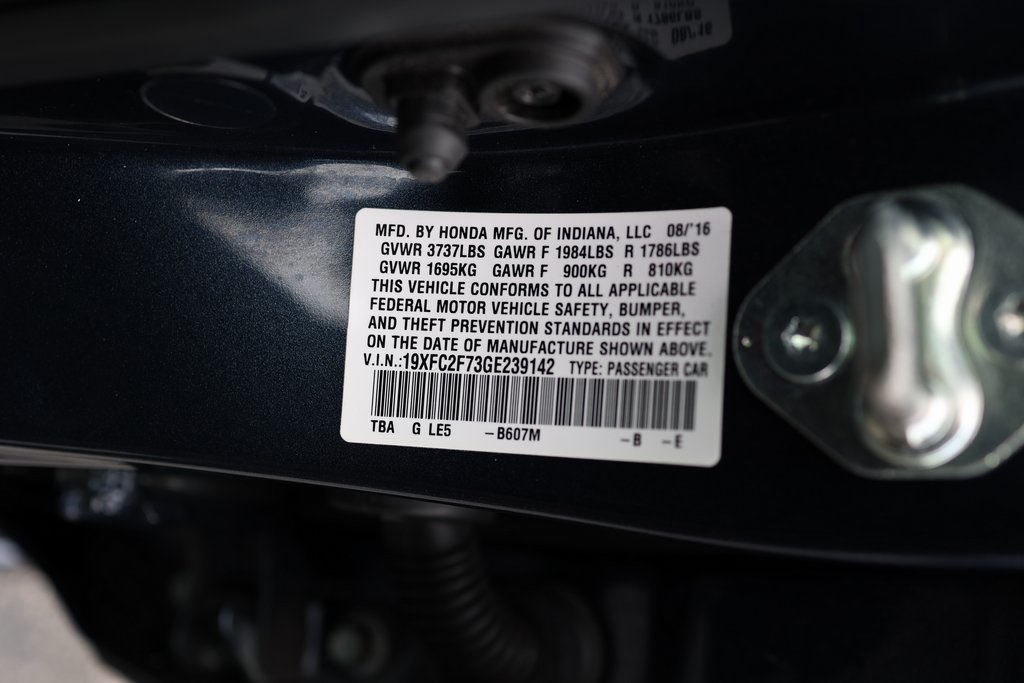 MFD. BY HONDA MFG. OF INDIANA, LLC 08/'16
GVWR 3737LBS GAWR F 1984LBS R 1786LBS
GVWR 1695KG GAWR F 900KG R 810KG
THIS VEHICLE CONFORMS TO ALL APPLICABLE
FEDERAL MOTOR VEHICLE SAFETY, BUMPER,
AND THEFT PREVENTION STANDARDS IN EFFECT
ON THE DATE OF MANUFACTURE SHOWN ABOVE.
V.I.N.:19XFC2F73GE239142 TYPE: PASSENGER CAR
TBA G LE5 -B607M -B -E